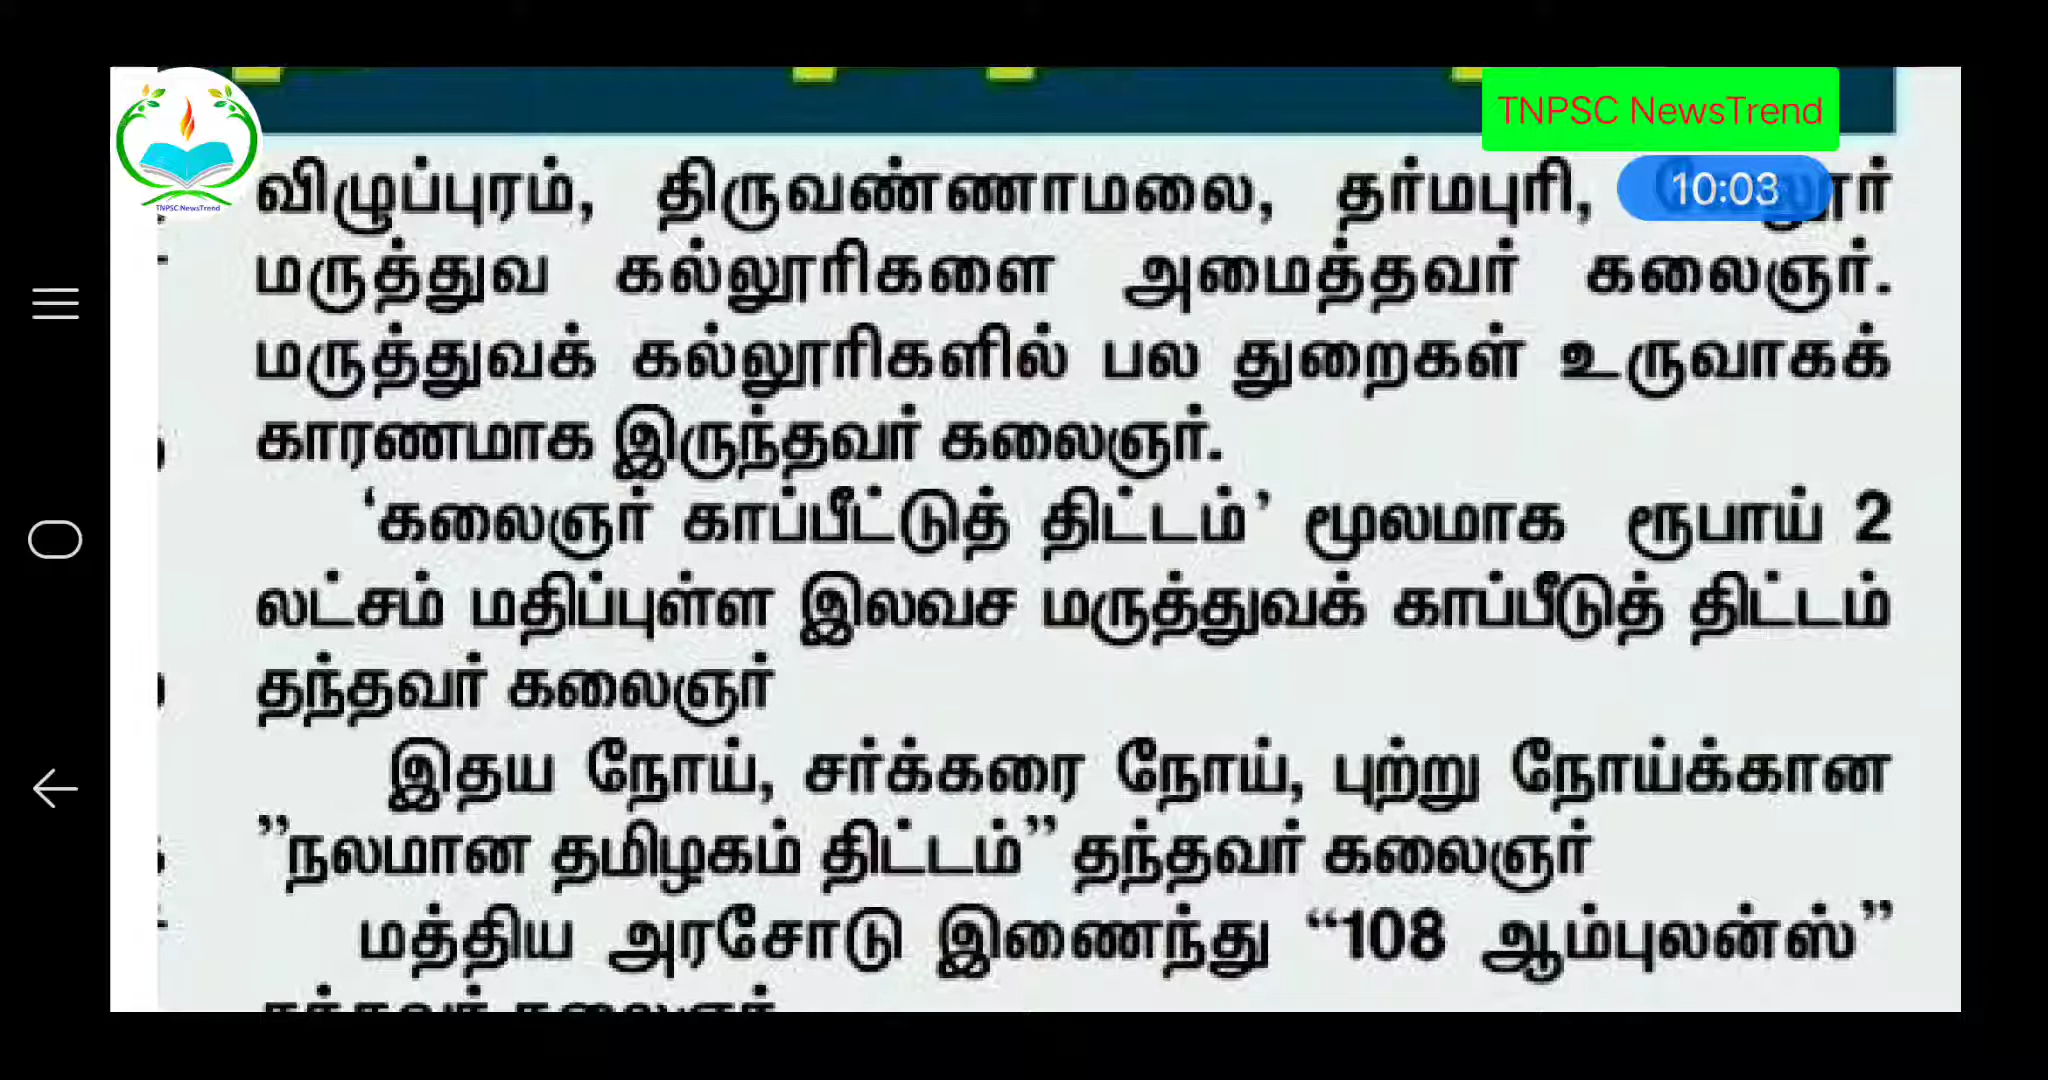 TNPSC NewsTrend
TNPSC NewsTrend
10:03
விழுப்புரம், திருவண்ணாமலை, தர்மபுரி,
மருத்துவ கல்லூரிகளை அமைத்தவர் கலைஞர்.
மருத்துவக் கல்லூரிகளில் பல துறைகள் உருவாகக்
காரணமாக இருந்தவர் கலைஞர்.
‘கலைஞர் காப்பீட்டுத் திட்டம்’ மூலமாக ரூபாய் 2
லட்சம் மதிப்புள்ள இலவச மருத்துவக் காப்பீடுத் திட்டம்
தந்தவர் கலைஞர்
இதய நோய், சர்க்கரை நோய், புற்று நோய்க்கான
”நலமான தமிழகம் திட்டம்” தந்தவர் கலைஞர்
மத்திய அரசோடு இணைந்து “108 ஆம்புலன்ஸ்”